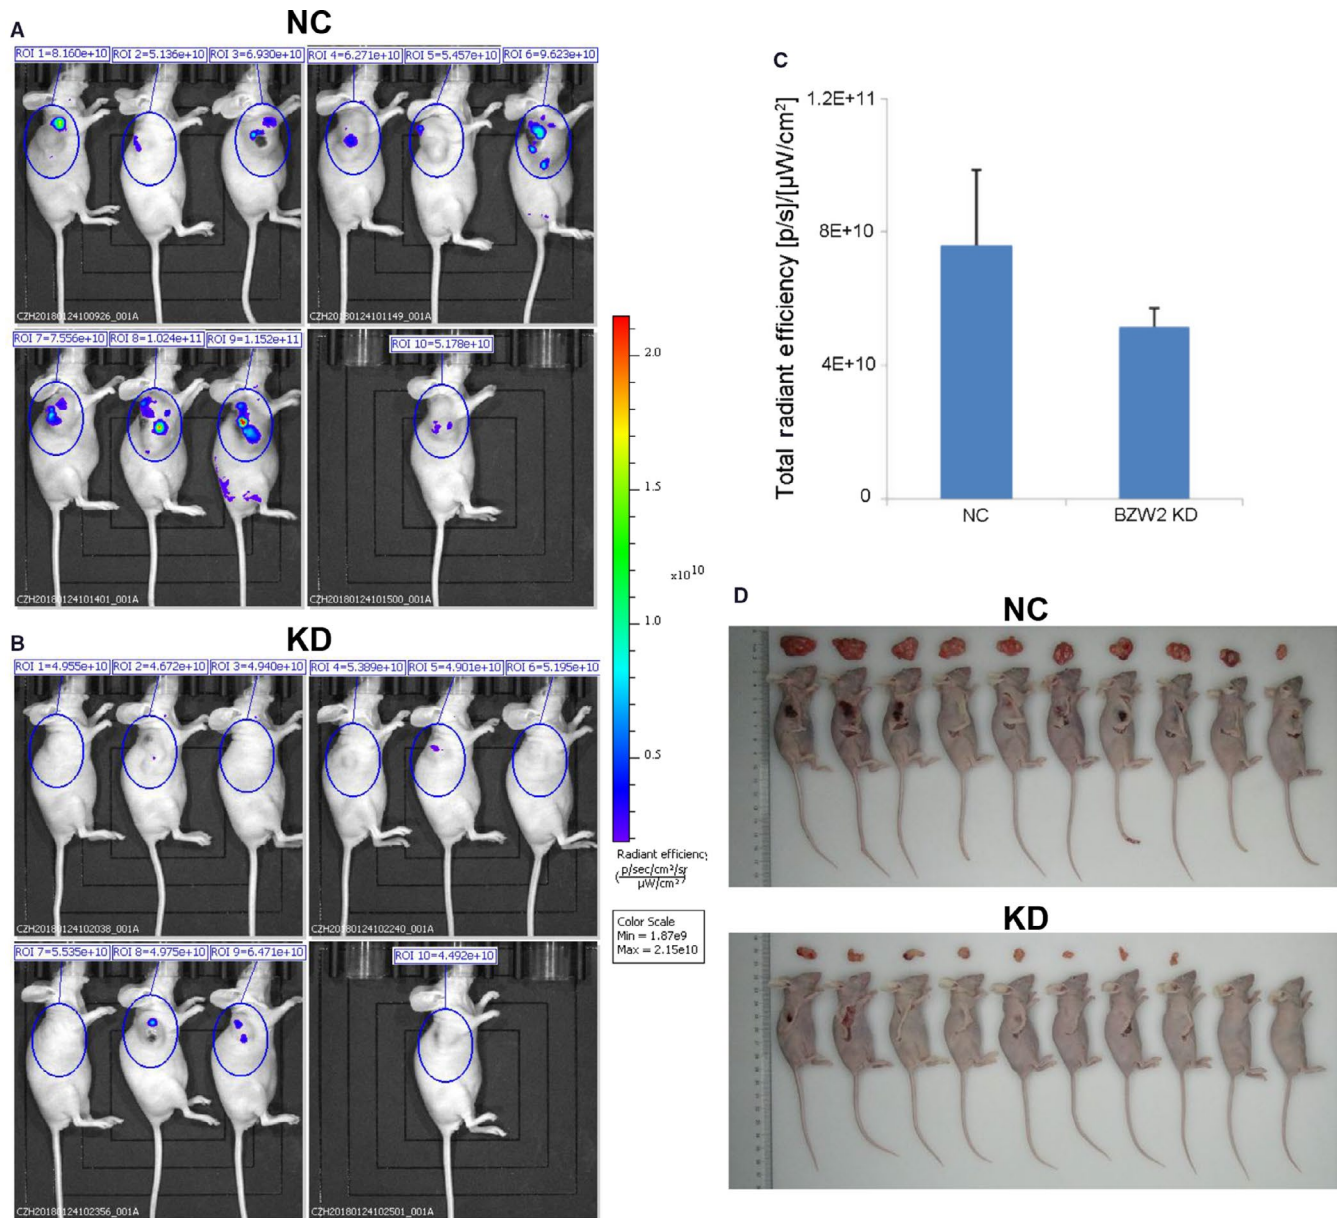 A
NC
ROI 1=8.160e+10 ROI 2=5.136e+10 ROI 3=6.930e+10
ROI 4=6.271e+10 ROI 5=5.457e+10 ROI 6=9.623e+10
CZH20180124100926_001A
CZH20180124101149_001A
ROI 7=7.556e+10 ROI 8=1.024e+11 ROI 9=1.152e+11
ROI 10=5.178e+10
CZH20180124101401_001A
CZH20180124101500_001A
B
KD
ROI 1=4.955e+10 ROI 2=4.672e+10 ROI 3=4.940e+10
ROI 4=5.389e+10 ROI 5=4.901e+10 ROI 6=5.195e+10
CZH20180124102038_001A
CZH20180124102240_001A
ROI 7=5.535e+10 ROI 8=4.975e+10 ROI 9=6.471e+10
ROI 10=4.492e+10
CZH20180124102356_001A
CZH20180124102501_001A
2.0
1.5
x10^10
1.0
0.5
Radiant efficiency
(p/sec/cm²/sr
µW/cm²)
Color Scale
Min = 1.87e9
Max = 2.15e10
C
Total radiant efficiency [p/s]/[µW/cm²]
1.2E+11
8E+10
4E+10
0
NC
BZW2 KD
D
NC
KD